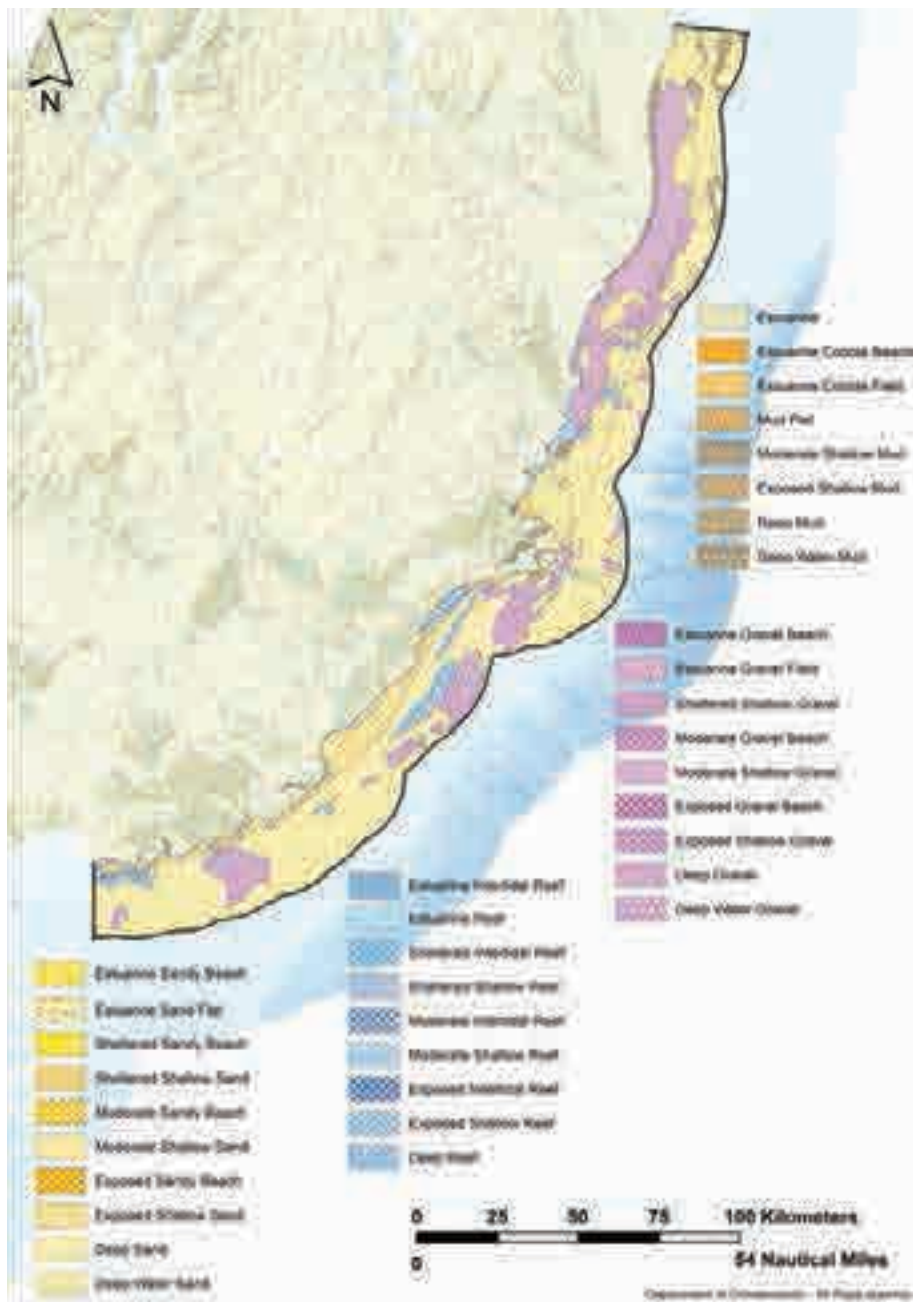 N
Estuarine
Estuarine Cobble Beach
Estuarine Cobble Field
Mud Flat
Moderate Shallow Mud
Exposed Shallow Mud
Deep Mud
Deep Water Mud
Estuarine Gravel Beach
Estuarine Gravel Field
Sheltered Shallow Gravel
Moderate Gravel Beach
Moderate Shallow Gravel
Exposed Gravel Beach
Exposed Shallow Gravel
Deep Gravel
Deep Water Gravel
Estuarine Intertidal Reef
Estuarine Reef
Sheltered Intertidal Reef
Sheltered Shallow Reef
Moderate Intertidal Reef
Moderate Shallow Reef
Exposed Intertidal Reef
Exposed Shallow Reef
Deep Reef
Estuarine Sandy Beach
Estuarine Sand Flat
Sheltered Sandy Beach
Sheltered Shallow Sand
Moderate Sandy Beach
Moderate Shallow Sand
Exposed Sandy Beach
Exposed Shallow Sand
Deep Sand
Deep Water Sand
0 25 50 75 100 Kilometers
0 54 Nautical Miles
Department of Conservation